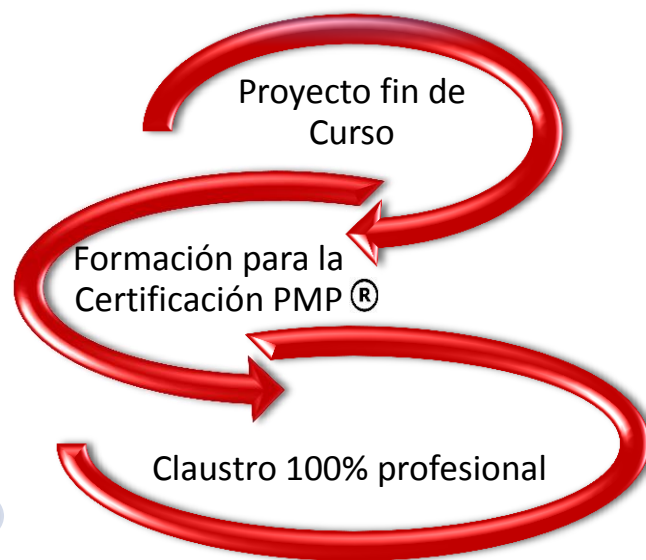 Proyecto fin de
Curso
Formación para la
Certificación PMP ®
Claustro 100% profesional